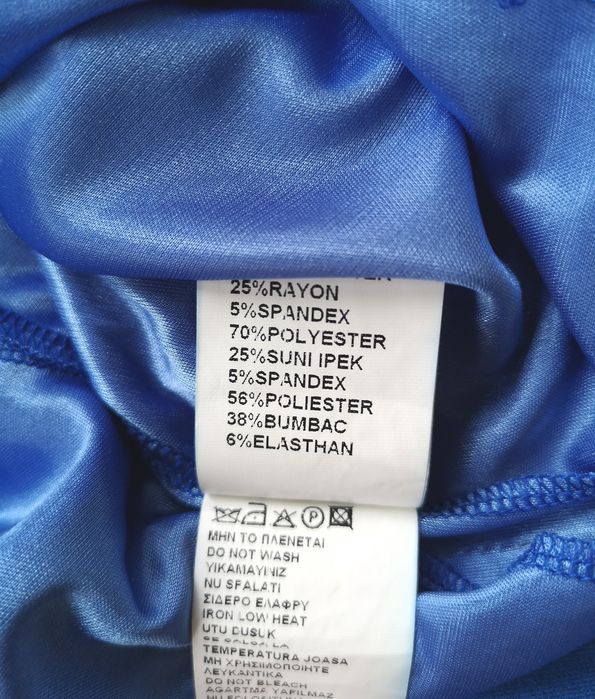 25%RAYON
5%SPANDEX
70%POLYESTER
25%SUNI IPEK
5%SPANDEX
56%POLIESTER
38%BUMBAC
6%ELASTHAN
P
ΜΗΝ ΤΟ ΠΛΕΝΕΤΑΙ
DO NOT WASH
YIKAMAYINIZ
NU SFALATI
ΣΙΔΕΡΟ ΕΛΑΦΡΥ
IRON LOW HEAT
UTU DUSUK
TEMPERATURA JOASA
ΜΗ ΧΡΗΣΙΜΟΠΟΙΗΤΕ
ΛΕΥΚΑΝΤΙΚΑ
DO NOT BLEACH
AGARTMA YAPILMAZ